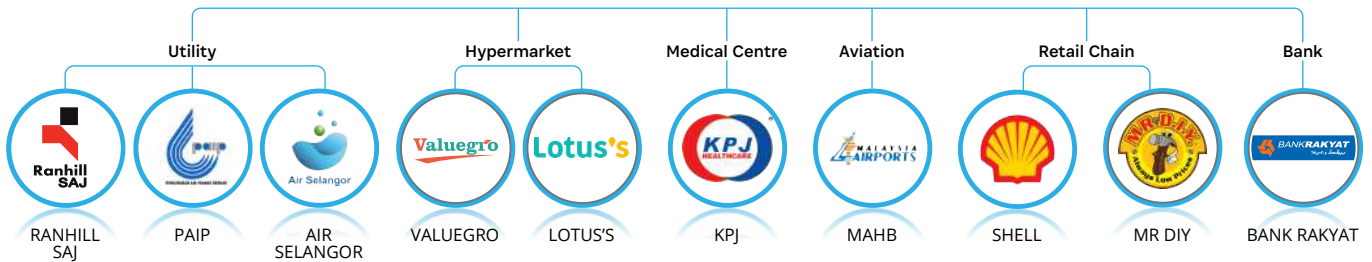 Utility
Hypermarket
Medical Centre
Aviation
Retail Chain
Bank
Ranhill
SAJ
paip
Air Selangor
Valuegro
Lotus's
KPJ
HEALTHCARE
®
MALAYSIA
AIRPORTS
MR.D.I.Y.
Always Low Prices
BANKRAKYAT
RANHILL
SAJ
PAIP
AIR
SELANGOR
VALUEGRO
LOTUS'S
KPJ
MAHB
SHELL
MR DIY
BANK RAKYAT